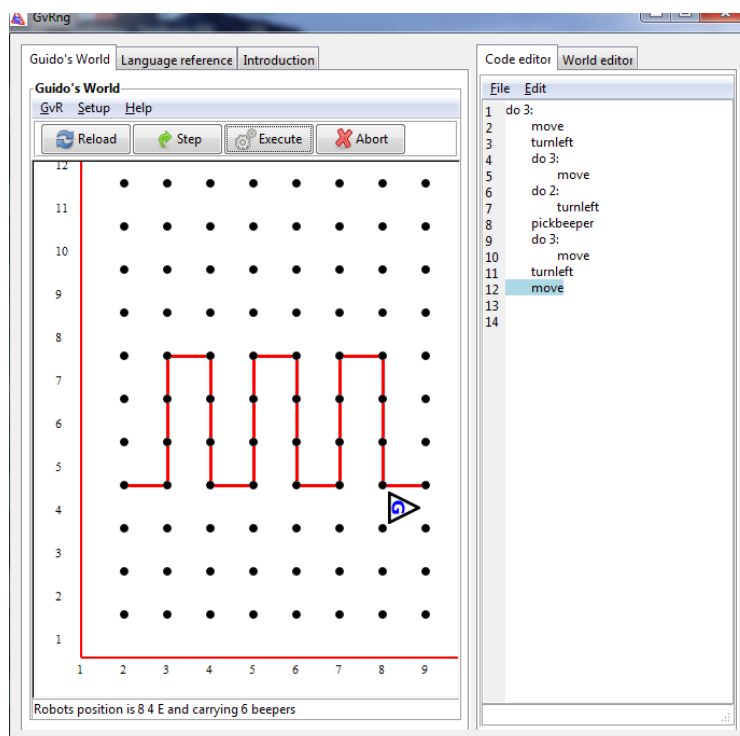 GvRng
Guido's World Language reference Introduction
Guido's World
GvR Setup Help
Reload Step Execute Abort
12
11
10
9
8
7
6
5
4
3
2
1
1 2 3 4 5 6 7 8 9
G
Robots position is 8 4 E and carrying 6 beepers
Code editor World editor
File Edit
1 do 3:
2 move
3 turnleft
4 do 3:
5 move
6 do 2:
7 turnleft
8 pickbeeper
9 do 3:
10 move
11 turnleft
12 move
13
14